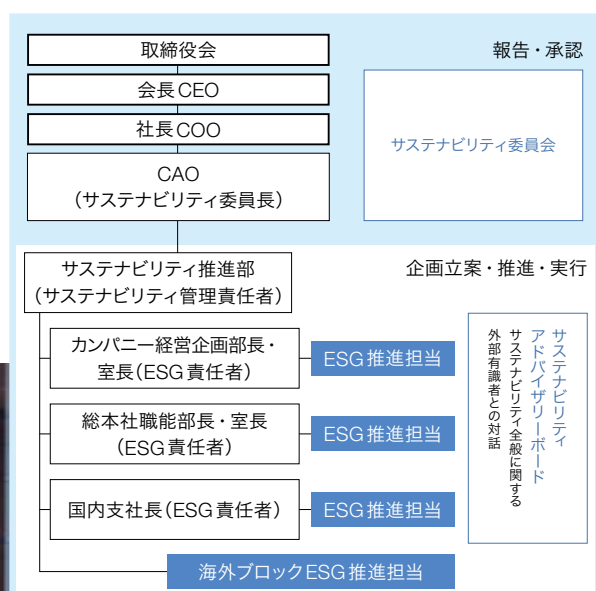 取締役会
報告・承認
会長CEO
社長COO
サステナビリティ委員会
CAO
（サステナビリティ委員長）
サステナビリティ推進部
（サステナビリティ管理責任者）
企画立案・推進・実行
カンパニー経営企画部長・
室長（ESG責任者）
ESG推進担当
総本社職能部長・室長
（ESG責任者）
ESG推進担当
国内支社長（ESG責任者）
ESG推進担当
海外ブロックESG推進担当
サステナビリティ
アドバイザリーボード
サステナビリティ全般に関する
外部有識者との対話